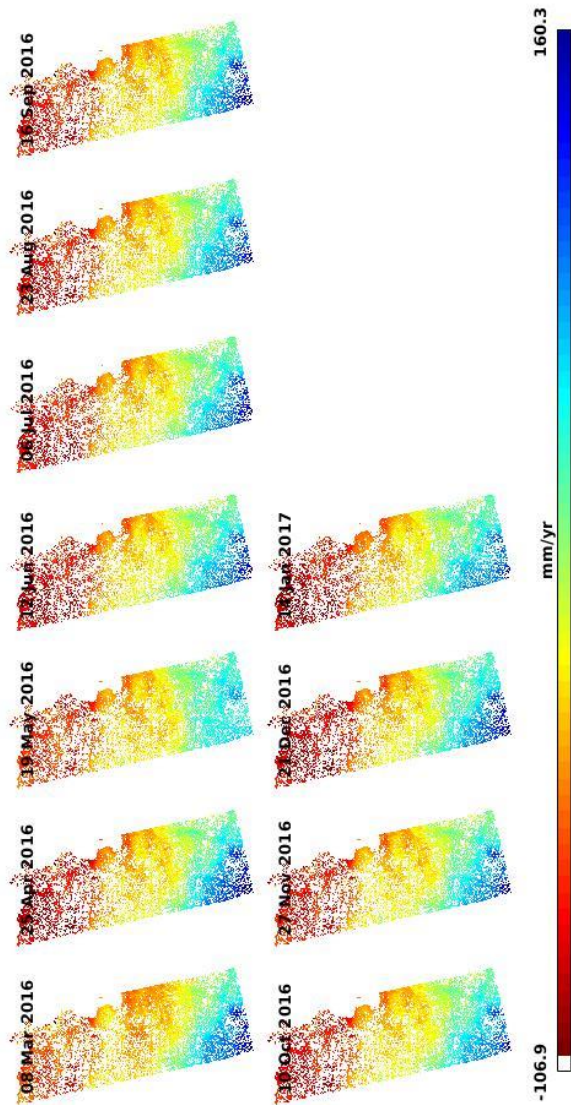 08 Mar 2016
25 Apr 2016
19 May 2016
12 Jun 2016
06 Jul 2016
23 Aug 2016
16 Sep 2016
10 Oct 2016
27 Nov 2016
21 Dec 2016
14 Jan 2017
-106.9
mm/yr
160.3